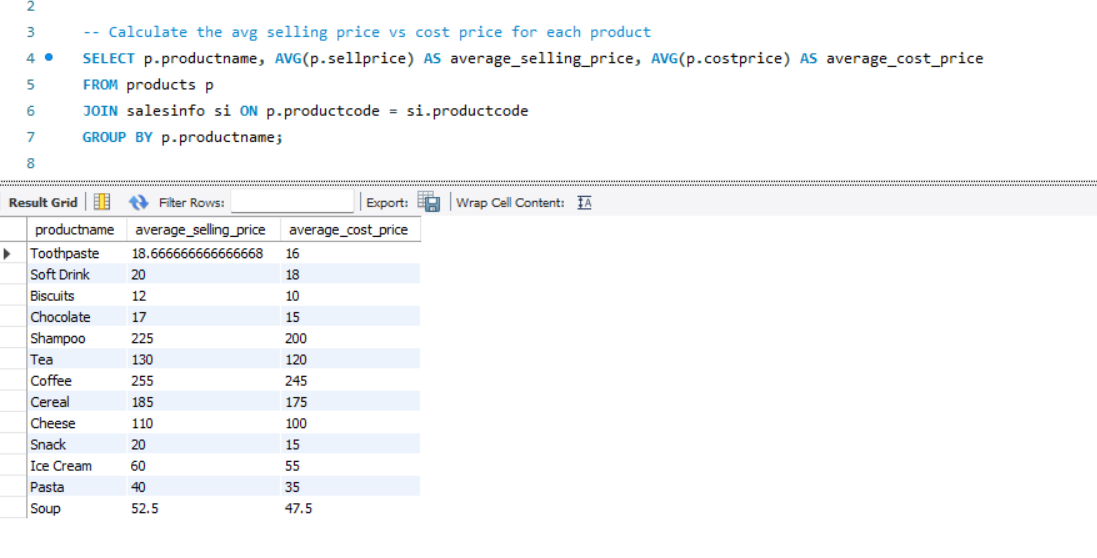 2
3 -- Calculate the avg selling price vs cost price for each product
4 SELECT p.productname, AVG(p.sellprice) AS average_selling_price, AVG(p.costprice) AS average_cost_price
5 FROM products p
6 JOIN salesinfo si ON p.productcode = si.productcode
7 GROUP BY p.productname;
8
Result Grid Filter Rows: Export: Wrap Cell Content: IA
productname average_selling_price average_cost_price
Toothpaste 18.666666666666668 16
Soft Drink 20 18
Biscuits 12 10
Chocolate 17 15
Shampoo 225 200
Tea 130 120
Coffee 255 245
Cereal 185 175
Cheese 110 100
Snack 20 15
Ice Cream 60 55
Pasta 40 35
Soup 52.5 47.5